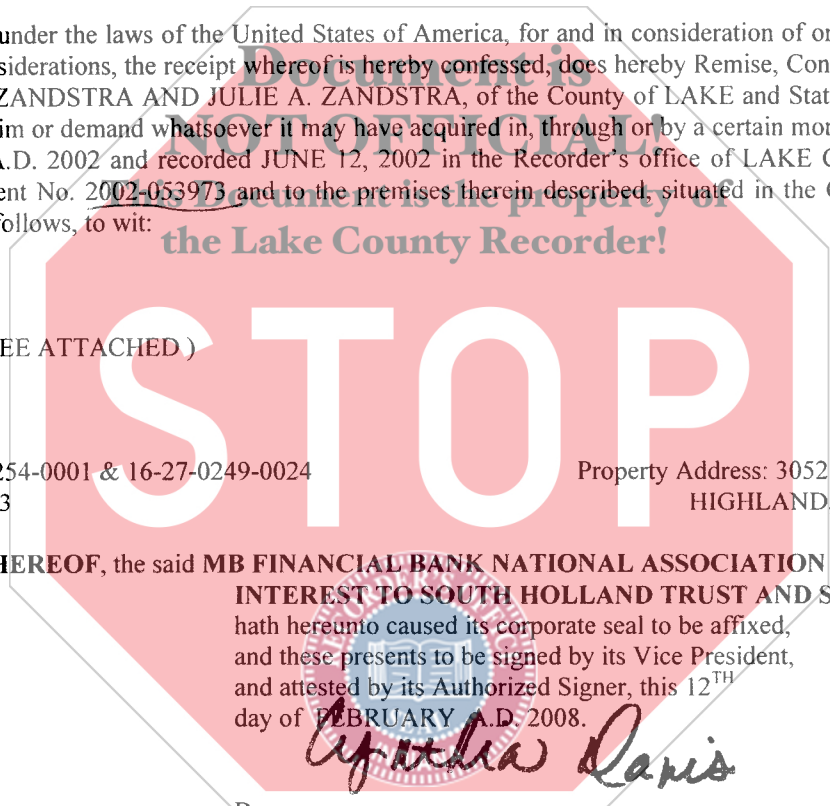 under the laws of the United States of America, for and in consideration of or
siderations, the receipt whereof is hereby confessed, does hereby Remise, Con
ZANDSTRA AND JULIE A. ZANDSTRA, of the County of LAKE and Stat
im or demand whatsoever it may have acquired in, through or by a certain mor
A.D. 2002 and recorded JUNE 12, 2002 in the Recorder's office of LAKE C
ent No. 2002-053973 and to the premises therein described, situated in the C
follows, to wit:
Document is
NOT OFFICIAL!
This Document is the property of
the Lake County Recorder!
STOP
EE ATTACHED )
254-0001 & 16-27-0249-0024 Property Address: 3052
3 HIGHLAND,
HEREOF, the said MB FINANCIAL BANK NATIONAL ASSOCIATION
INTEREST TO SOUTH HOLLAND TRUST AND S
hath hereunto caused its corporate seal to be affixed,
and these presents to be signed by its Vice President,
and attested by its Authorized Signer, this 12TH
day of FEBRUARY A.D. 2008.
RECORDER'S OFFICE
Cynthia Danis